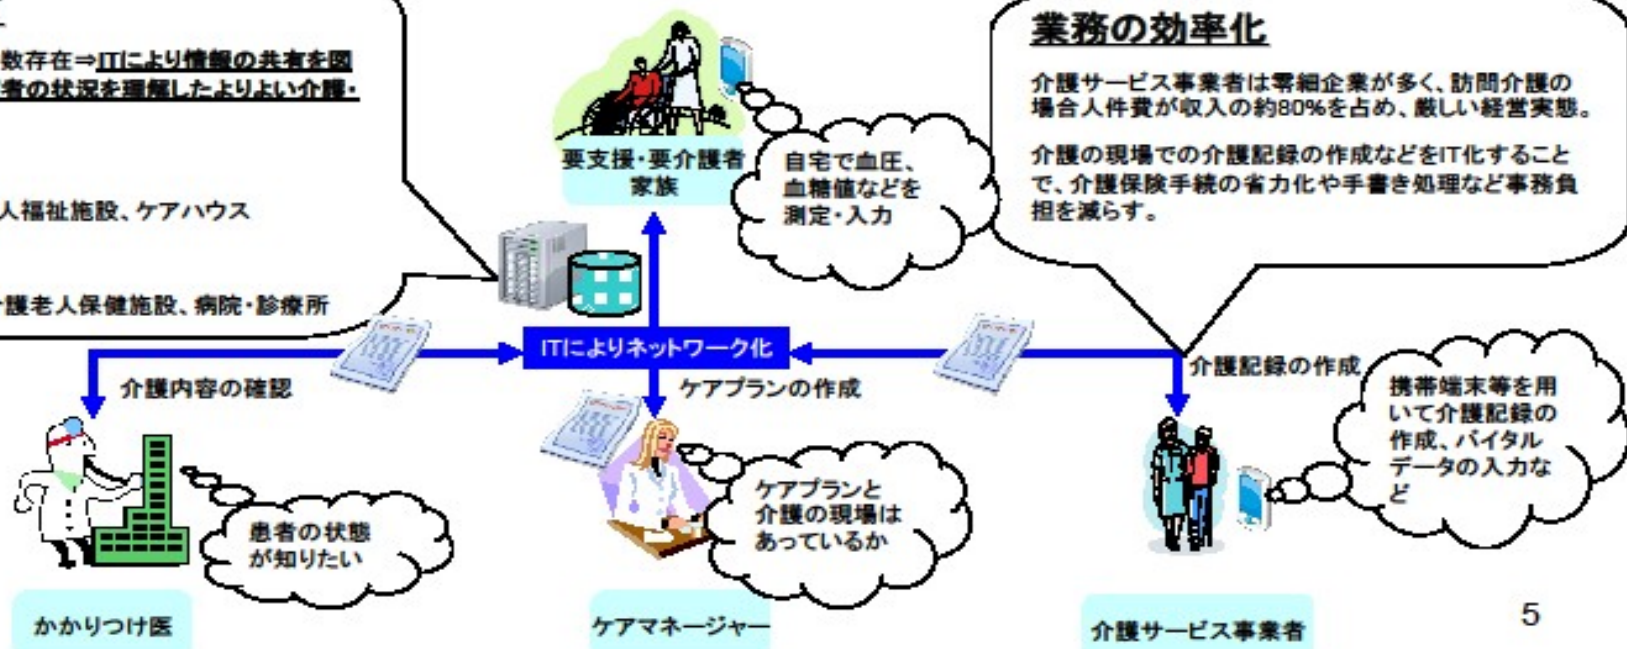 数存在⇒ITにより情報の共有を図
者の状況を理解したよりよい介護・
人福祉施設、ケアハウス
護老人保健施設、病院・診療所
要支援・要介護者
家族
自宅で血圧、
血糖値などを
測定・入力
業務の効率化
介護サービス事業者は零細企業が多く、訪問介護の
場合人件費が収入の約80%を占め、厳しい経営実態。
介護の現場での介護記録の作成などをIT化すること
で、介護保険手続の省力化や手書き処理など事務負
担を減らす。
ITによりネットワーク化
介護内容の確認
ケアプランの作成
介護記録の作成
携帯端末等を用
いて介護記録の
作成、バイタル
データの入力な
ど
患者の状態
が知りたい
ケアプランと
介護の現場は
あっているか
かかりつけ医
ケアマネージャー
介護サービス事業者
5